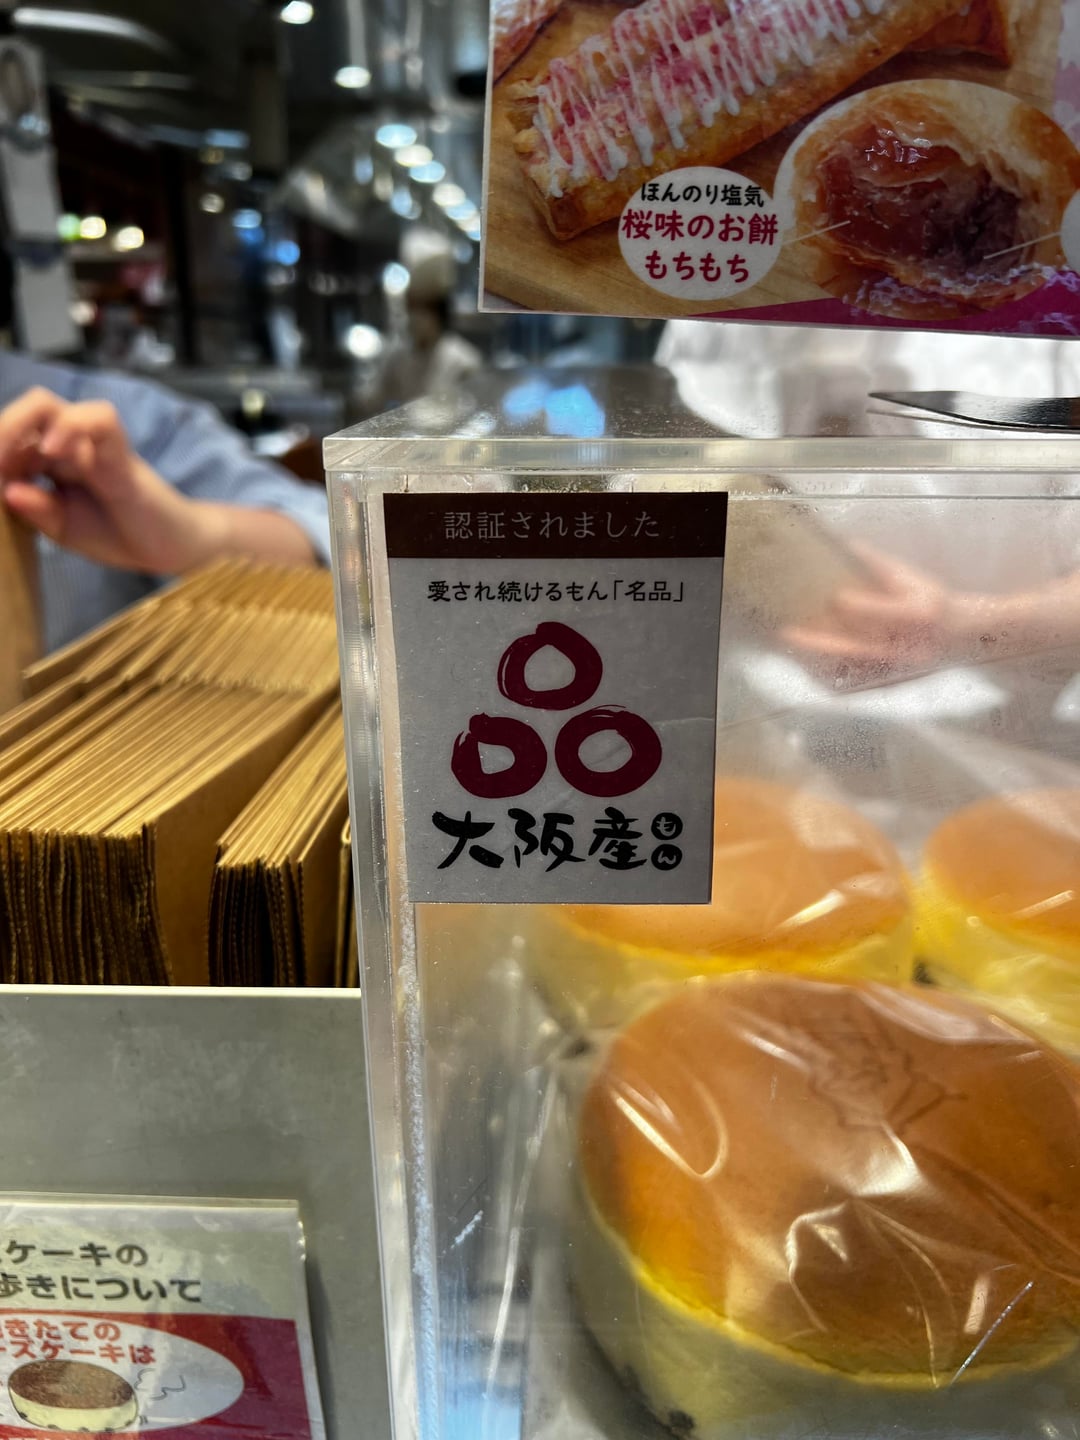 ほんのり塩気
桜味のお餅
もちもち
認証されました
愛され続けるもん「名品」
品
大阪産もん
ケーキの
歩きについて
きたての
ズケーキは